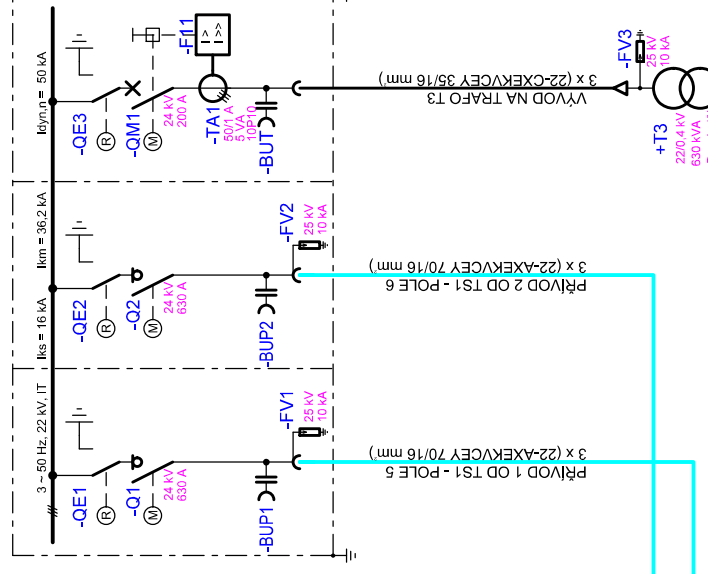 3 ~ 50 Hz, 22 kV, IT
Iks = 16 kA
Ikm = 36,2 kA
Idyn,n = 50 kA
-QE3
R
-QM1
M
24 kV
200 A
-F11
>
>>
-TA1
50/1 A
5 VA
10P10
-BUT
VÝVOD NA TRAFO T3
3 x (22-CXEKVCEY 35/16 mm²)
-FV3
25 kV
10 kA
+T3
22/0,4 kV
630 kVA
-QE2
R
-Q2
M
24 kV
630 A
-BUP2
-FV2
25 kV
10 kA
PŘÍVOD 2 OD TS1 - POLE 6
3 x (22-AXEKVCEY 70/16 mm²)
-QE1
R
-Q1
M
24 kV
630 A
-BUP1
-FV1
25 kV
10 kA
PŘÍVOD 1 OD TS1 - POLE 5
3 x (22-AXEKVCEY 70/16 mm²)